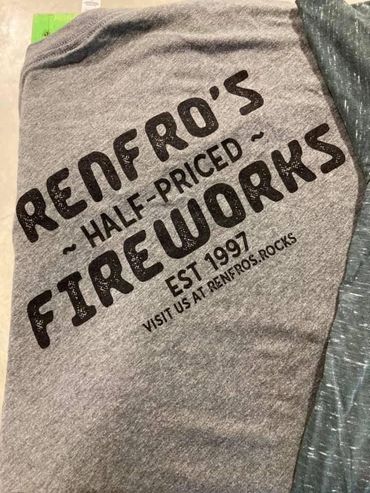 RENFRO'S
~ HALF-PRICED ~
FIREWORKS
EST 1997
VISIT US AT RENFROS.ROCKS